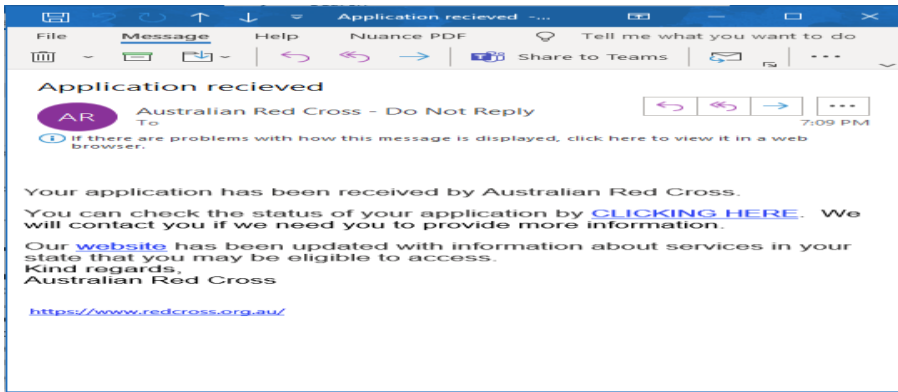 Application recieved -...
File Message Help Nuance PDF Tell me what you want to do
Share to Teams
Application recieved
AR
Australian Red Cross - Do Not Reply
To
7:09 PM
If there are problems with how this message is displayed, click here to view it in a web
browser.
Your application has been received by Australian Red Cross.
You can check the status of your application by CLICKING HERE. We
will contact you if we need you to provide more information.
Our website has been updated with information about services in your
state that you may be eligible to access.
Kind regards,
Australian Red Cross
https://www.redcross.org.au/